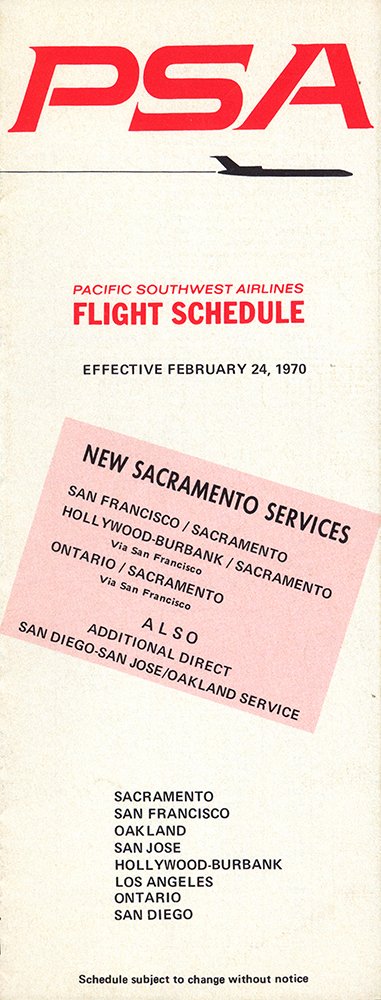 PSA
PACIFIC SOUTHWEST AIRLINES
FLIGHT SCHEDULE
EFFECTIVE FEBRUARY 24, 1970
NEW SACRAMENTO SERVICES
SAN FRANCISCO / SACRAMENTO
HOLLYWOOD-BURBANK / SACRAMENTO
Via San Francisco
ONTARIO / SACRAMENTO
Via San Francisco
ALSO
ADDITIONAL DIRECT
SAN DIEGO-SAN JOSE/OAKLAND SERVICE
SACRAMENTO
SAN FRANCISCO
OAKLAND
SAN JOSE
HOLLYWOOD-BURBANK
LOS ANGELES
ONTARIO
SAN DIEGO
Schedule subject to change without notice